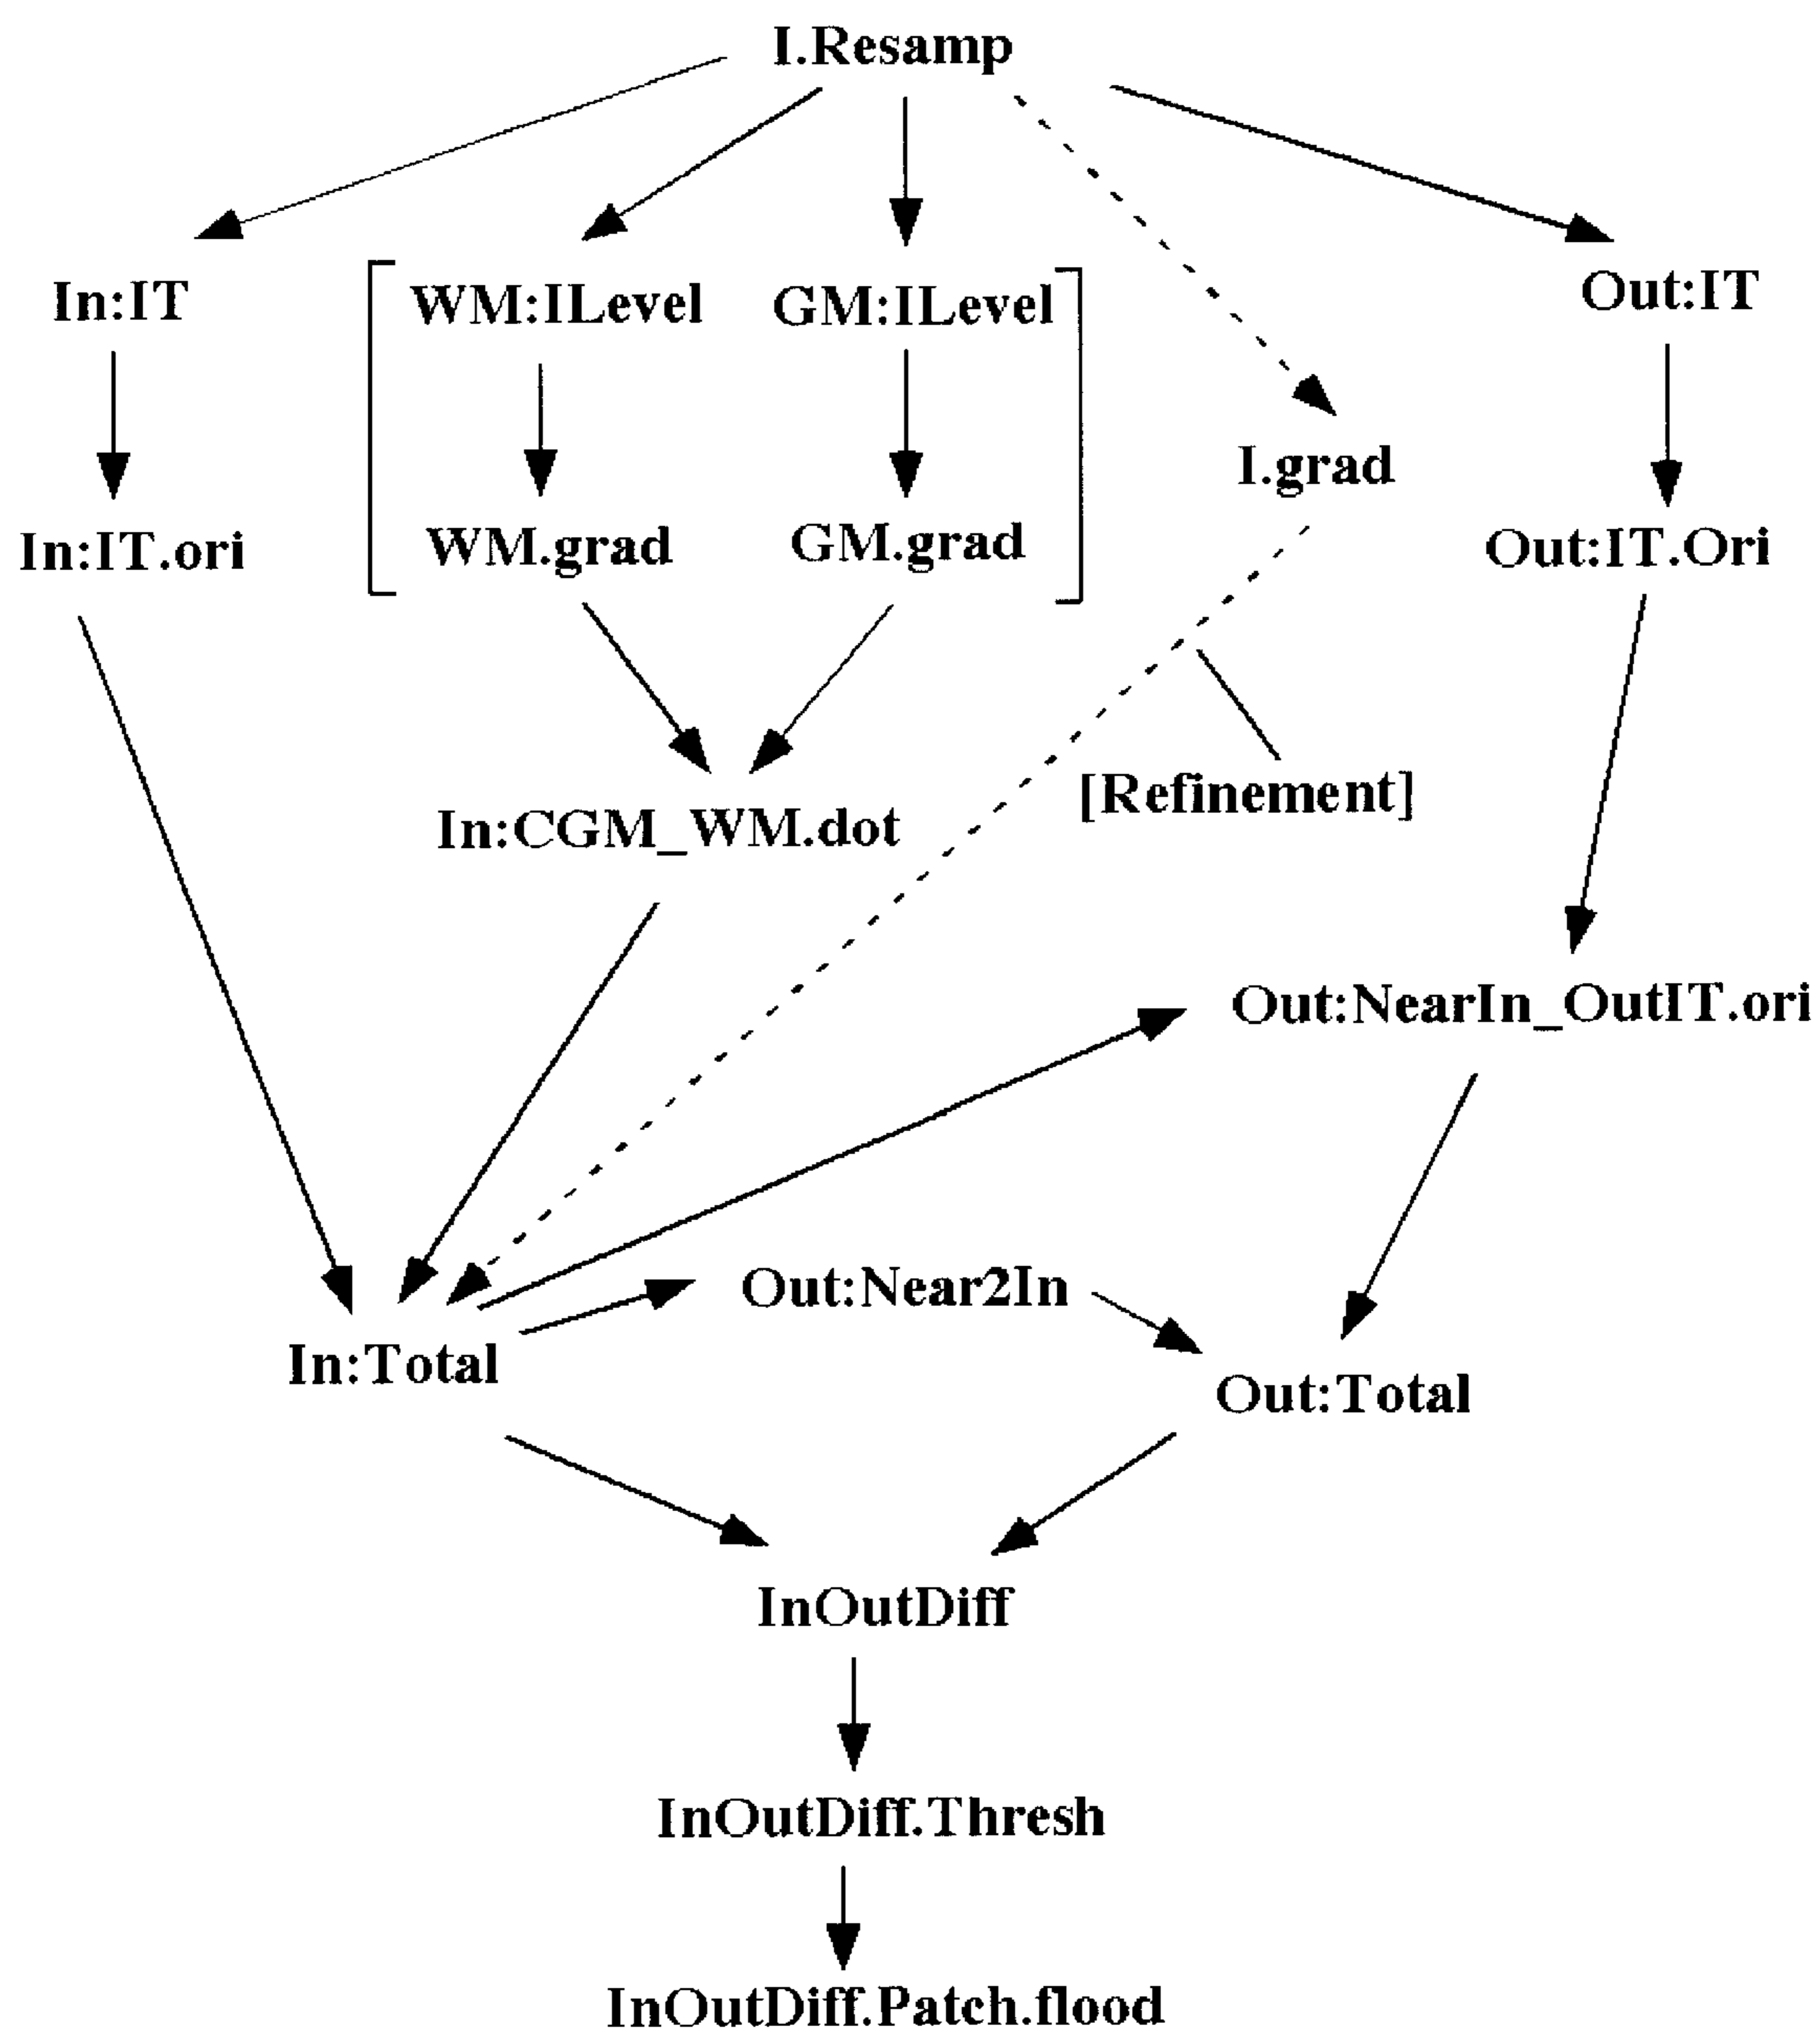 I.Resamp
In:IT
WM:ILevel
GM:ILevel
Out:IT
I.grad
In:IT.ori
WM.grad
GM.grad
Out:IT.Ori
[Refinement]
In:CGM_WM.dot
Out:NearIn_OutIT.ori
Out:Near2In
In:Total
Out:Total
InOutDiff
InOutDiff.Thresh
InOutDiff.Patch.flood